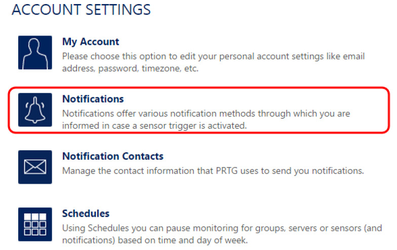 ACCOUNT SETTINGS
My Account
Please choose this option to edit your personal account settings like email
address, password, timezone, etc.
Notifications
Notifications offer various notification methods through which you are
informed in case a sensor trigger is activated.
Notification Contacts
Manage the contact information that PRTG uses to send you notifications.
Schedules
Using Schedules you can pause monitoring for groups, servers or sensors (and
notifications) based on time and day of week.